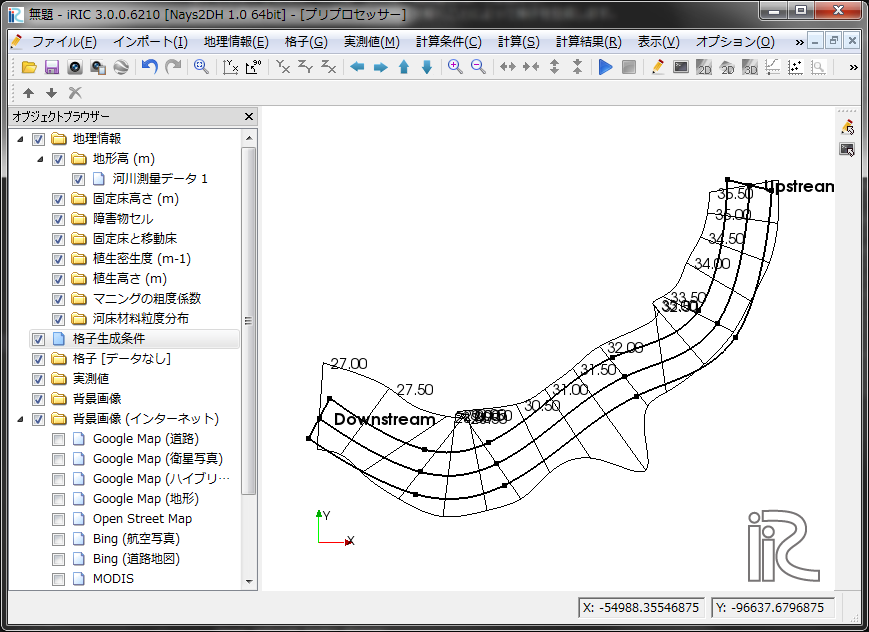 無題 - iRIC 3.0.0.6210 [Nays2DH 1.0 64bit] - [プリプロセッサー]
ファイル(F) インポート(I) 地理情報(E) 格子(G) 実測値(M) 計算条件(C) 計算(S) 計算結果(R) 表示(V) オプション(O) »
オブジェクトブラウザー
地理情報
地形高 (m)
河川測量データ 1
固定床高さ (m)
障害物セル
固定床と移動床
植生密生度 (m-1)
植生高さ (m)
マニングの粗度係数
河床材料粒度分布
格子生成条件
格子 [データなし]
実測値
背景画像
背景画像 (インターネット)
Google Map (道路)
Google Map (衛星写真)
Google Map (ハイブリ…
Google Map (地形)
Open Street Map
Bing (航空写真)
Bing (道路地図)
MODIS
Upstream
35.50
35.00
34.50
34.00
33.50
32.00
31.50
31.00
30.50
27.00
27.50
Downstream
Y
X
iRIC
X: -54988.35546875
Y: -96637.6796875